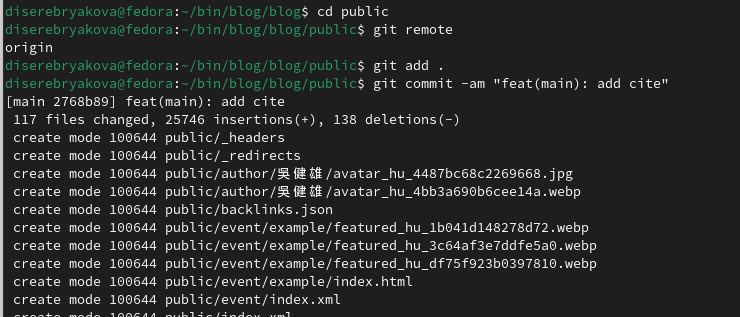 diserebryakova@fedora:~/bin/blog/blog$ cd public
diserebryakova@fedora:~/bin/blog/blog/public$ git remote
origin
diserebryakova@fedora:~/bin/blog/blog/public$ git add .
diserebryakova@fedora:~/bin/blog/blog/public$ git commit -am "feat(main): add cite"
[main 2768b89] feat(main): add cite
117 files changed, 25746 insertions(+), 138 deletions(-)
create mode 100644 public/_headers
create mode 100644 public/_redirects
create mode 100644 public/author/吳健雄/avatar_hu_4487bc68c2269668.jpg
create mode 100644 public/author/吳健雄/avatar_hu_4bb3a690b6cee14a.webp
create mode 100644 public/backlinks.json
create mode 100644 public/event/example/featured_hu_1b041d148278d72.webp
create mode 100644 public/event/example/featured_hu_3c64af3e7ddfe5a0.webp
create mode 100644 public/event/example/featured_hu_df75f923b0397810.webp
create mode 100644 public/event/example/index.html
create mode 100644 public/event/index.xml
create mode 100644 public/index.xml